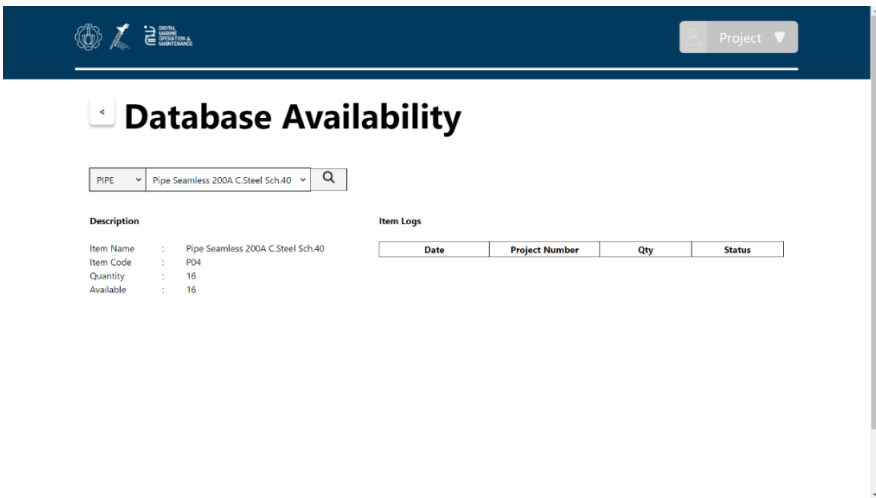 DIGITAL
MARINE
OPERATION &
MAINTENANCE
Project
< Database Availability
PIPE Pipe Seamless 200A C.Steel Sch.40
Description
Item Name : Pipe Seamless 200A C.Steel Sch.40
Item Code : P04
Quantity : 16
Available : 16
Item Logs
Date Project Number Qty Status